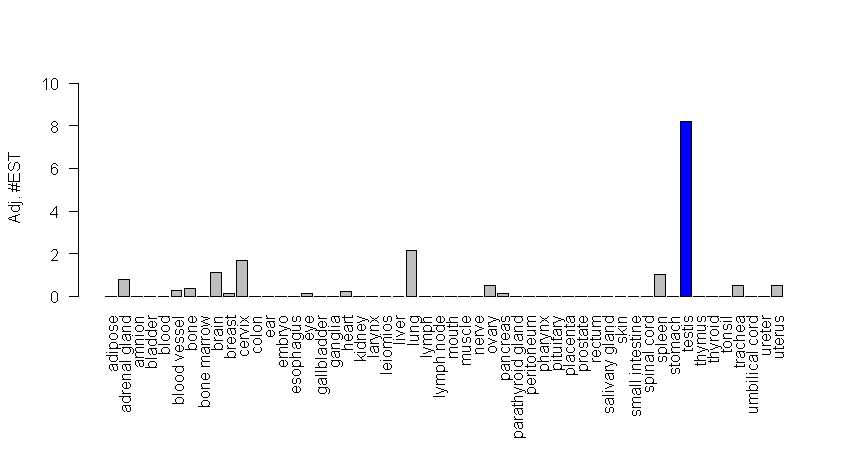 Adj. #EST
10
8
6
4
2
0
adipose
adrenal gland
amnion
bladder
blood
blood vessel
bone
bone marrow
brain
breast
cervix
colon
ear
embryo
esophagus
eye
gallbladder
ganglia
heart
kidney
larynx
leiomios
liver
lung
lymph
lymph node
mouth
muscle
nerve
ovary
pancreas
parathyroid gland
peritoneum
pharynx
pituitary
placenta
prostate
rectum
salivary gland
skin
small intestine
spinal cord
spleen
stomach
testis
thymus
thyroid
tonsil
trachea
umbilical cord
ureter
uterus